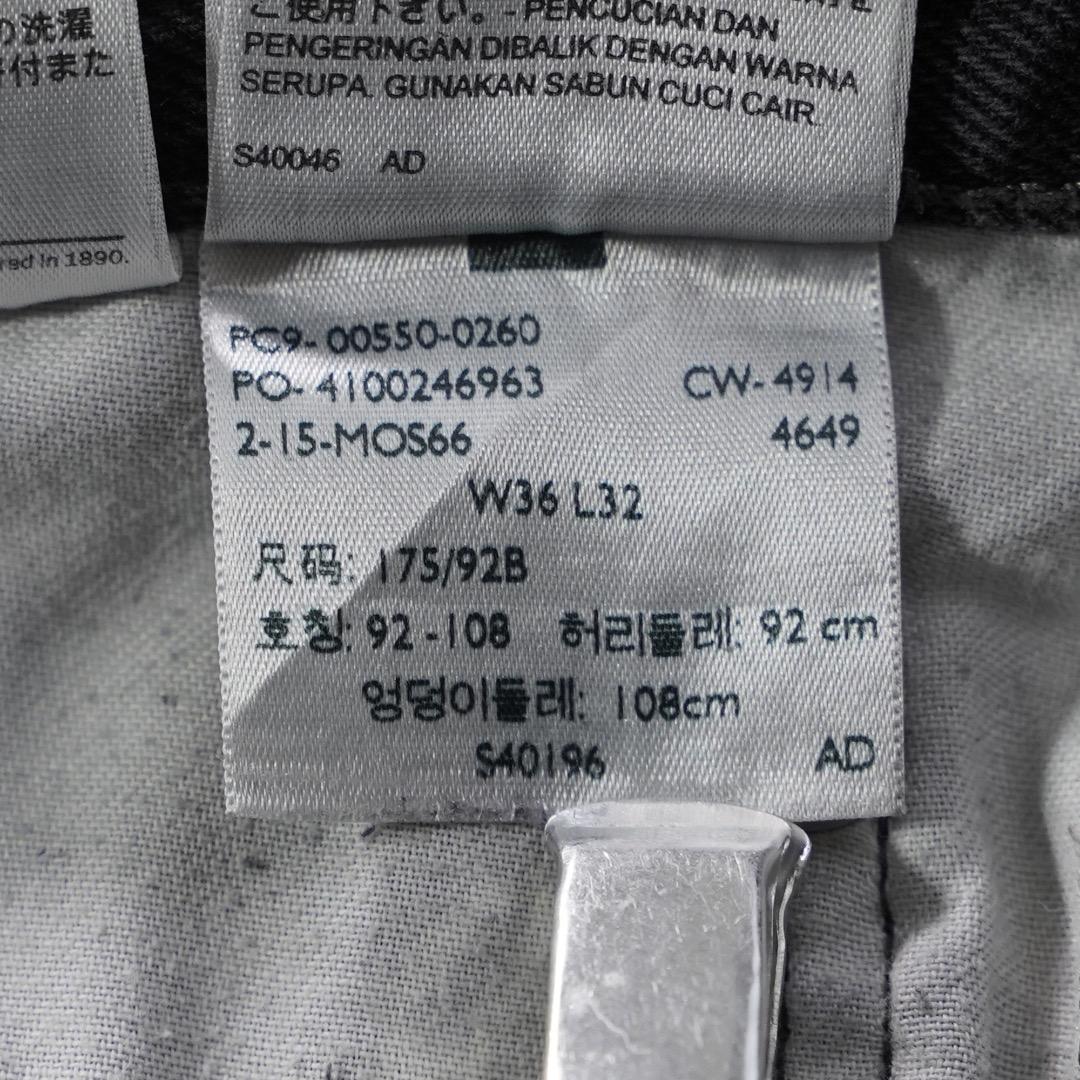 の洗濯
付また
red in 1890.
ご使用下さい。-PENCUCIAN DAN
PENGERINGAN DIBALIK DENGAN WARNA
SERUPA. GUNAKAN SABUN CUCI CAIR.
S40046 AD
PC9-00550-0260
PO-4100246963 CW-4914
2-15-MOS66 4649
W36 L32
尺码: 175/92B
호칭: 92-108 허리둘레: 92 cm
엉덩이둘레: 108cm
S40196 AD